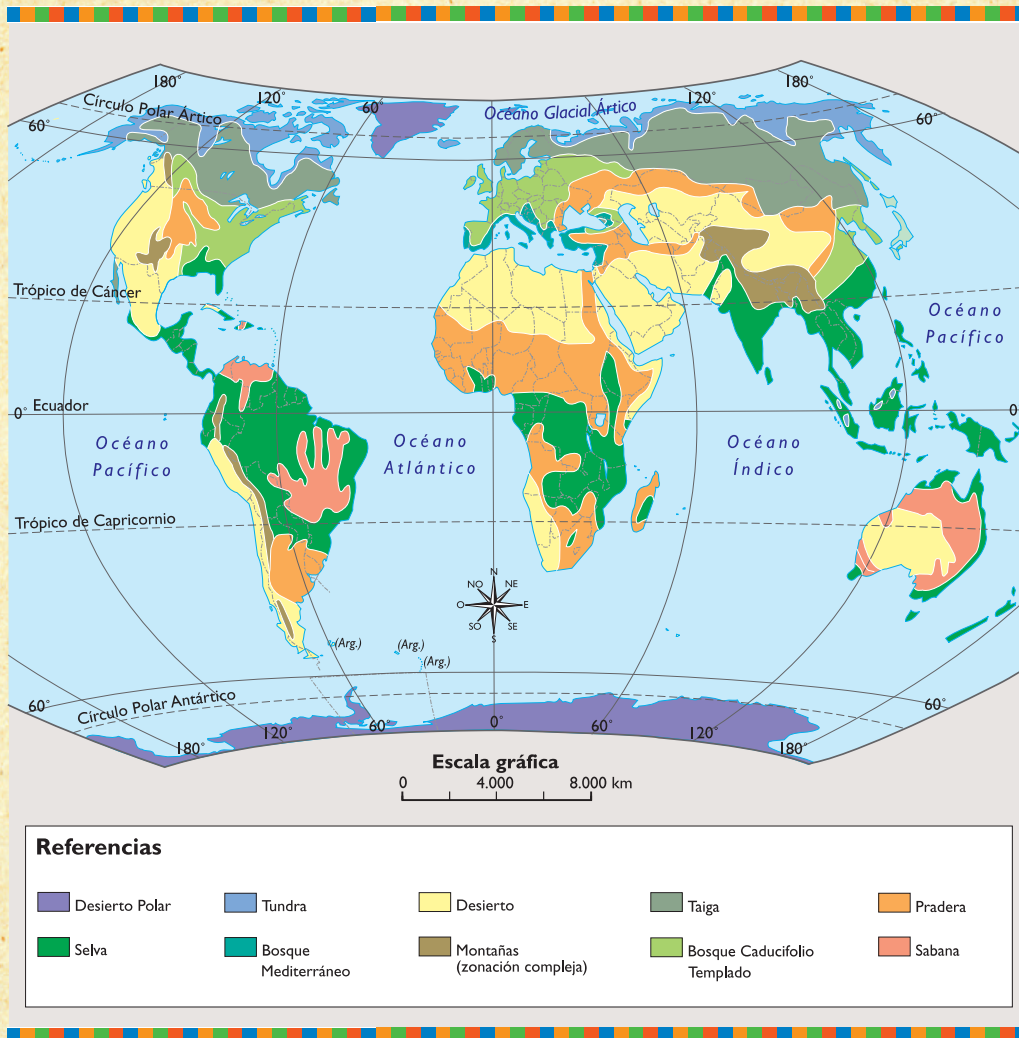 180°
120°
60°
120°
180°
Círculo Polar Ártico
Océano Glacial Ártico
60°
60°
Trópico de Cáncer
Océano
Pacífico
0° Ecuador
0
Océano
Pacífico
Océano
Atlántico
Océano
Índico
Trópico de Capricornio
N
NO
NE
O
E
SO
SE
S
(Arg.)
(Arg.)
(Arg.)
60°
Círculo Polar Antártico
60°
180°
120°
60°
0°
60°
120°
180°
Escala gráfica
0 4.000 8.000 km
Referencias
Desierto Polar
Tundra
Desierto
Taiga
Pradera
Selva
Bosque
Mediterráneo
Montañas
(zonación compleja)
Bosque Caducifolio
Templado
Sabana